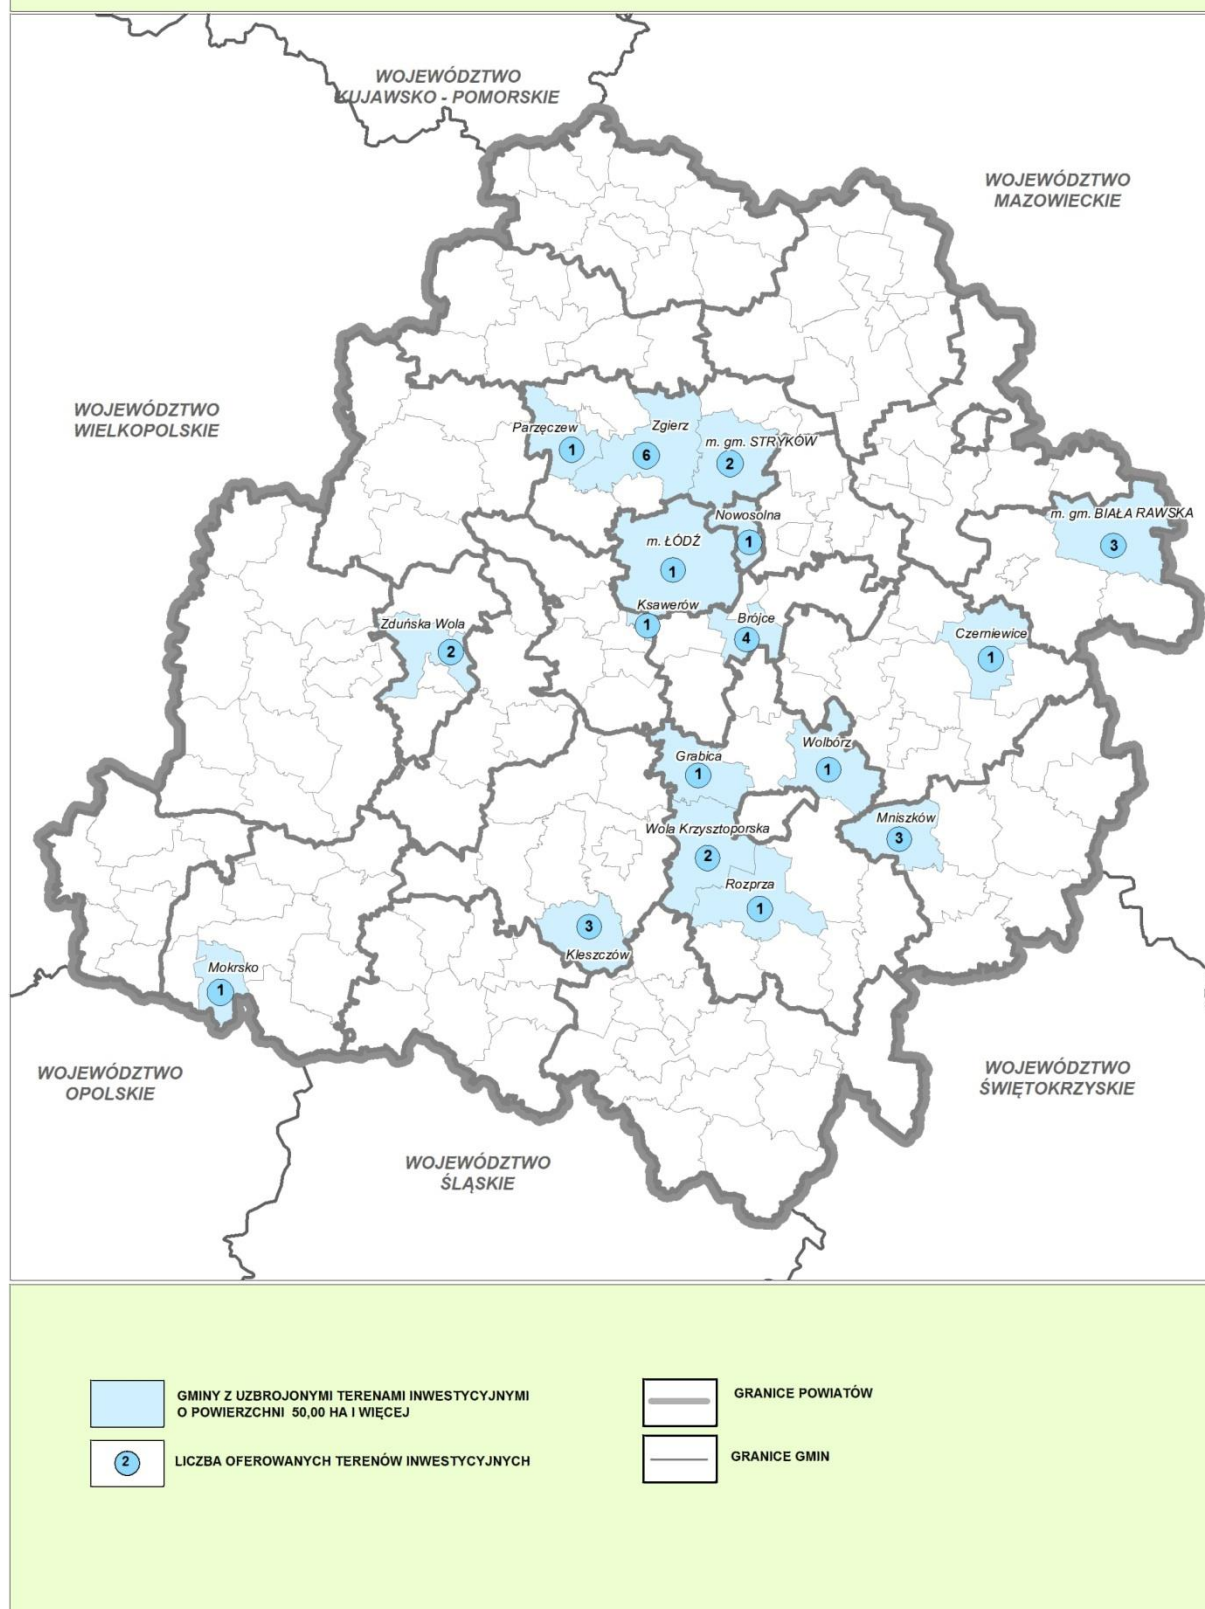 WOJEWÓDZTWO
KUJAWSKO - POMORSKIE
WOJEWÓDZTWO
MAZOWIECKIE
WOJEWÓDZTWO
WIELKOPOLSKIE
Parzęczew
1
Zgierz
6
m. gm. STRYKÓW
2
Nowosolna
1
m. ŁÓDŹ
1
m. gm. BIAŁA RAWSKA
3
Ksawerów
1
Brójce
4
Zduńska Wola
2
Czerniewice
1
Grabica
1
Wolbórz
1
Wola Krzysztoporska
2
Mniszków
3
Rozprza
1
3
Kleszczów
Mokrsko
1
WOJEWÓDZTWO
OPOLSKIE
WOJEWÓDZTWO
ŚWIĘTOKRZYSKIE
WOJEWÓDZTWO
ŚLĄSKIE
GMINY Z UZBROJONYMI TERENAMI INWESTYCYJNYMI
O POWIERZCHNI 50,00 HA I WIĘCEJ
2
LICZBA OFEROWANYCH TERENÓW INWESTYCYJNYCH
GRANICE POWIATÓW
GRANICE GMIN